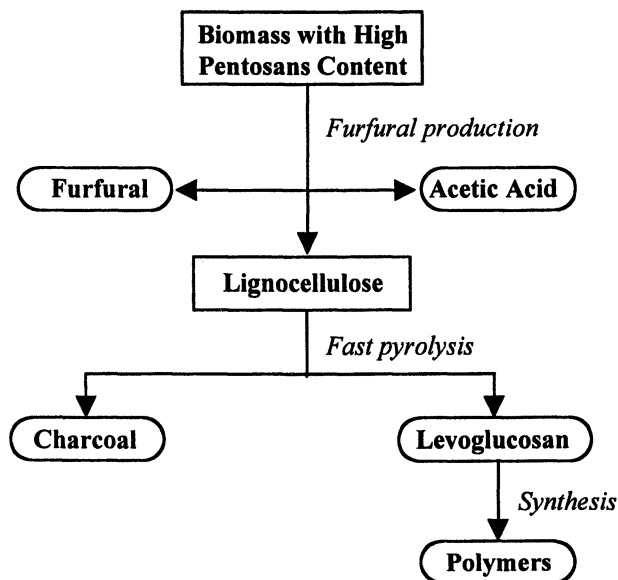 Biomass with High
Pentosans Content
Furfural production
Furfural
Acetic Acid
Lignocellulose
Fast pyrolysis
Charcoal
Levoglucosan
Synthesis
Polymers